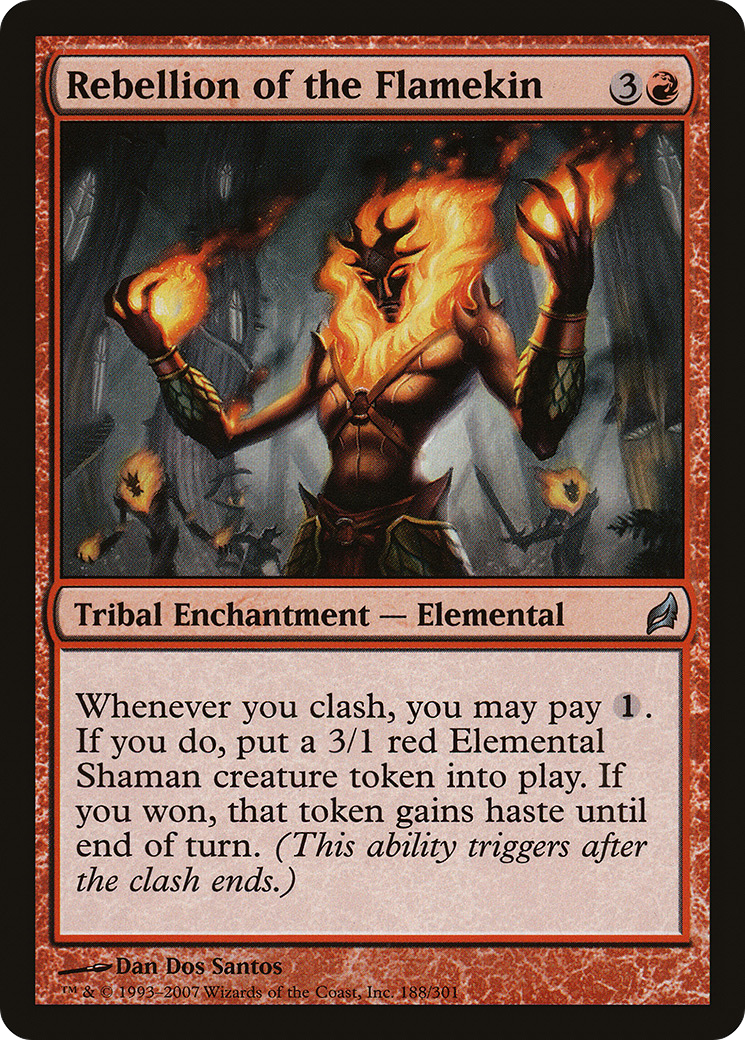 Rebellion of the Flamekin 3
Tribal Enchantment — Elemental
Whenever you clash, you may pay 1.
If you do, put a 3/1 red Elemental
Shaman creature token into play. If
you won, that token gains haste until
end of turn. (This ability triggers after
the clash ends.)
Dan Dos Santos
™ & © 1993–2007 Wizards of the Coast, Inc. 188/301